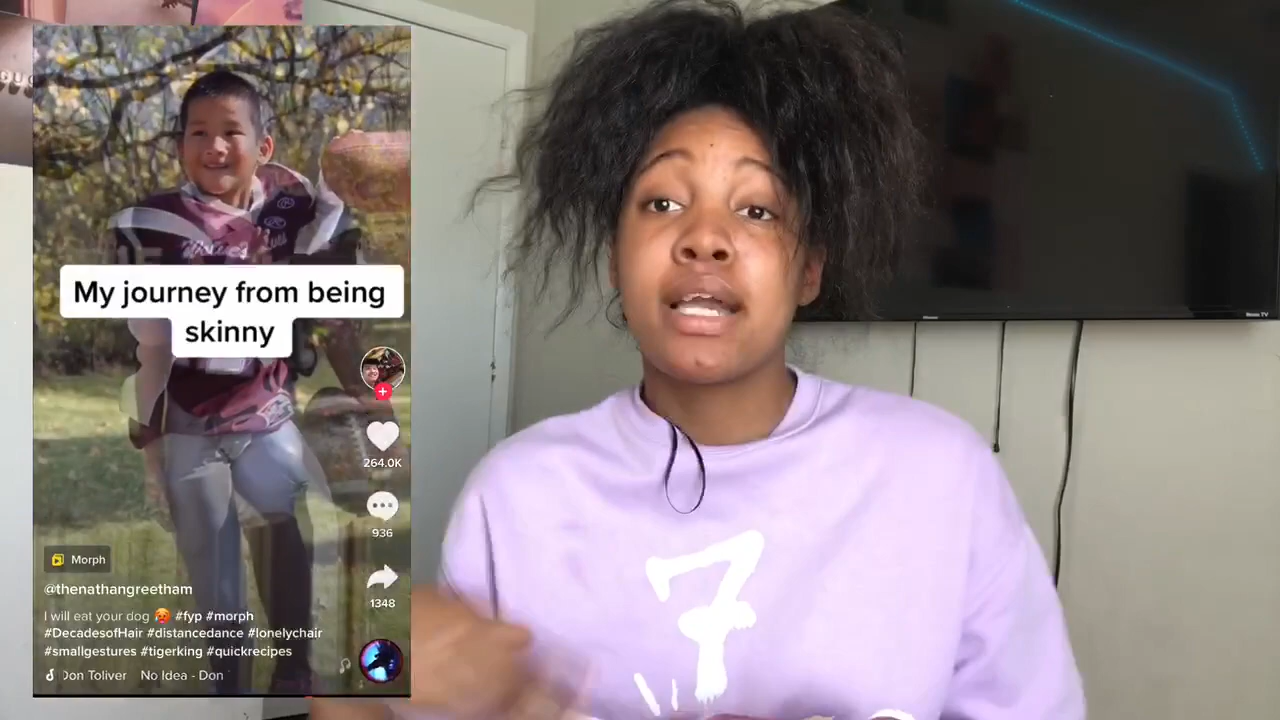 My journey from being
skinny
264.0K
936
1348
Morph
@thenathangreetham
I will eat your dog 🥵 #fyp #morph
#DecadesofHair #distancedance #lonelychair
#smallgestures #tigerking #quickrecipes
Don Toliver No Idea - Don
7